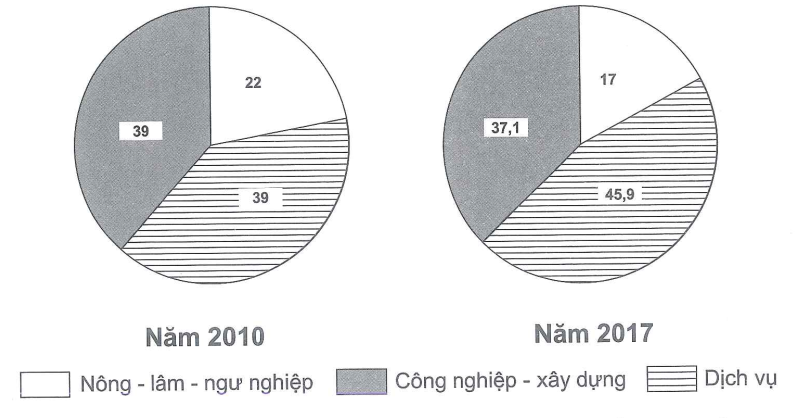 22
17
39
37,1
39
45,9
Năm 2010
Năm 2017
Nông - lâm - ngư nghiệp
Công nghiệp - xây dựng
Dịch vụ